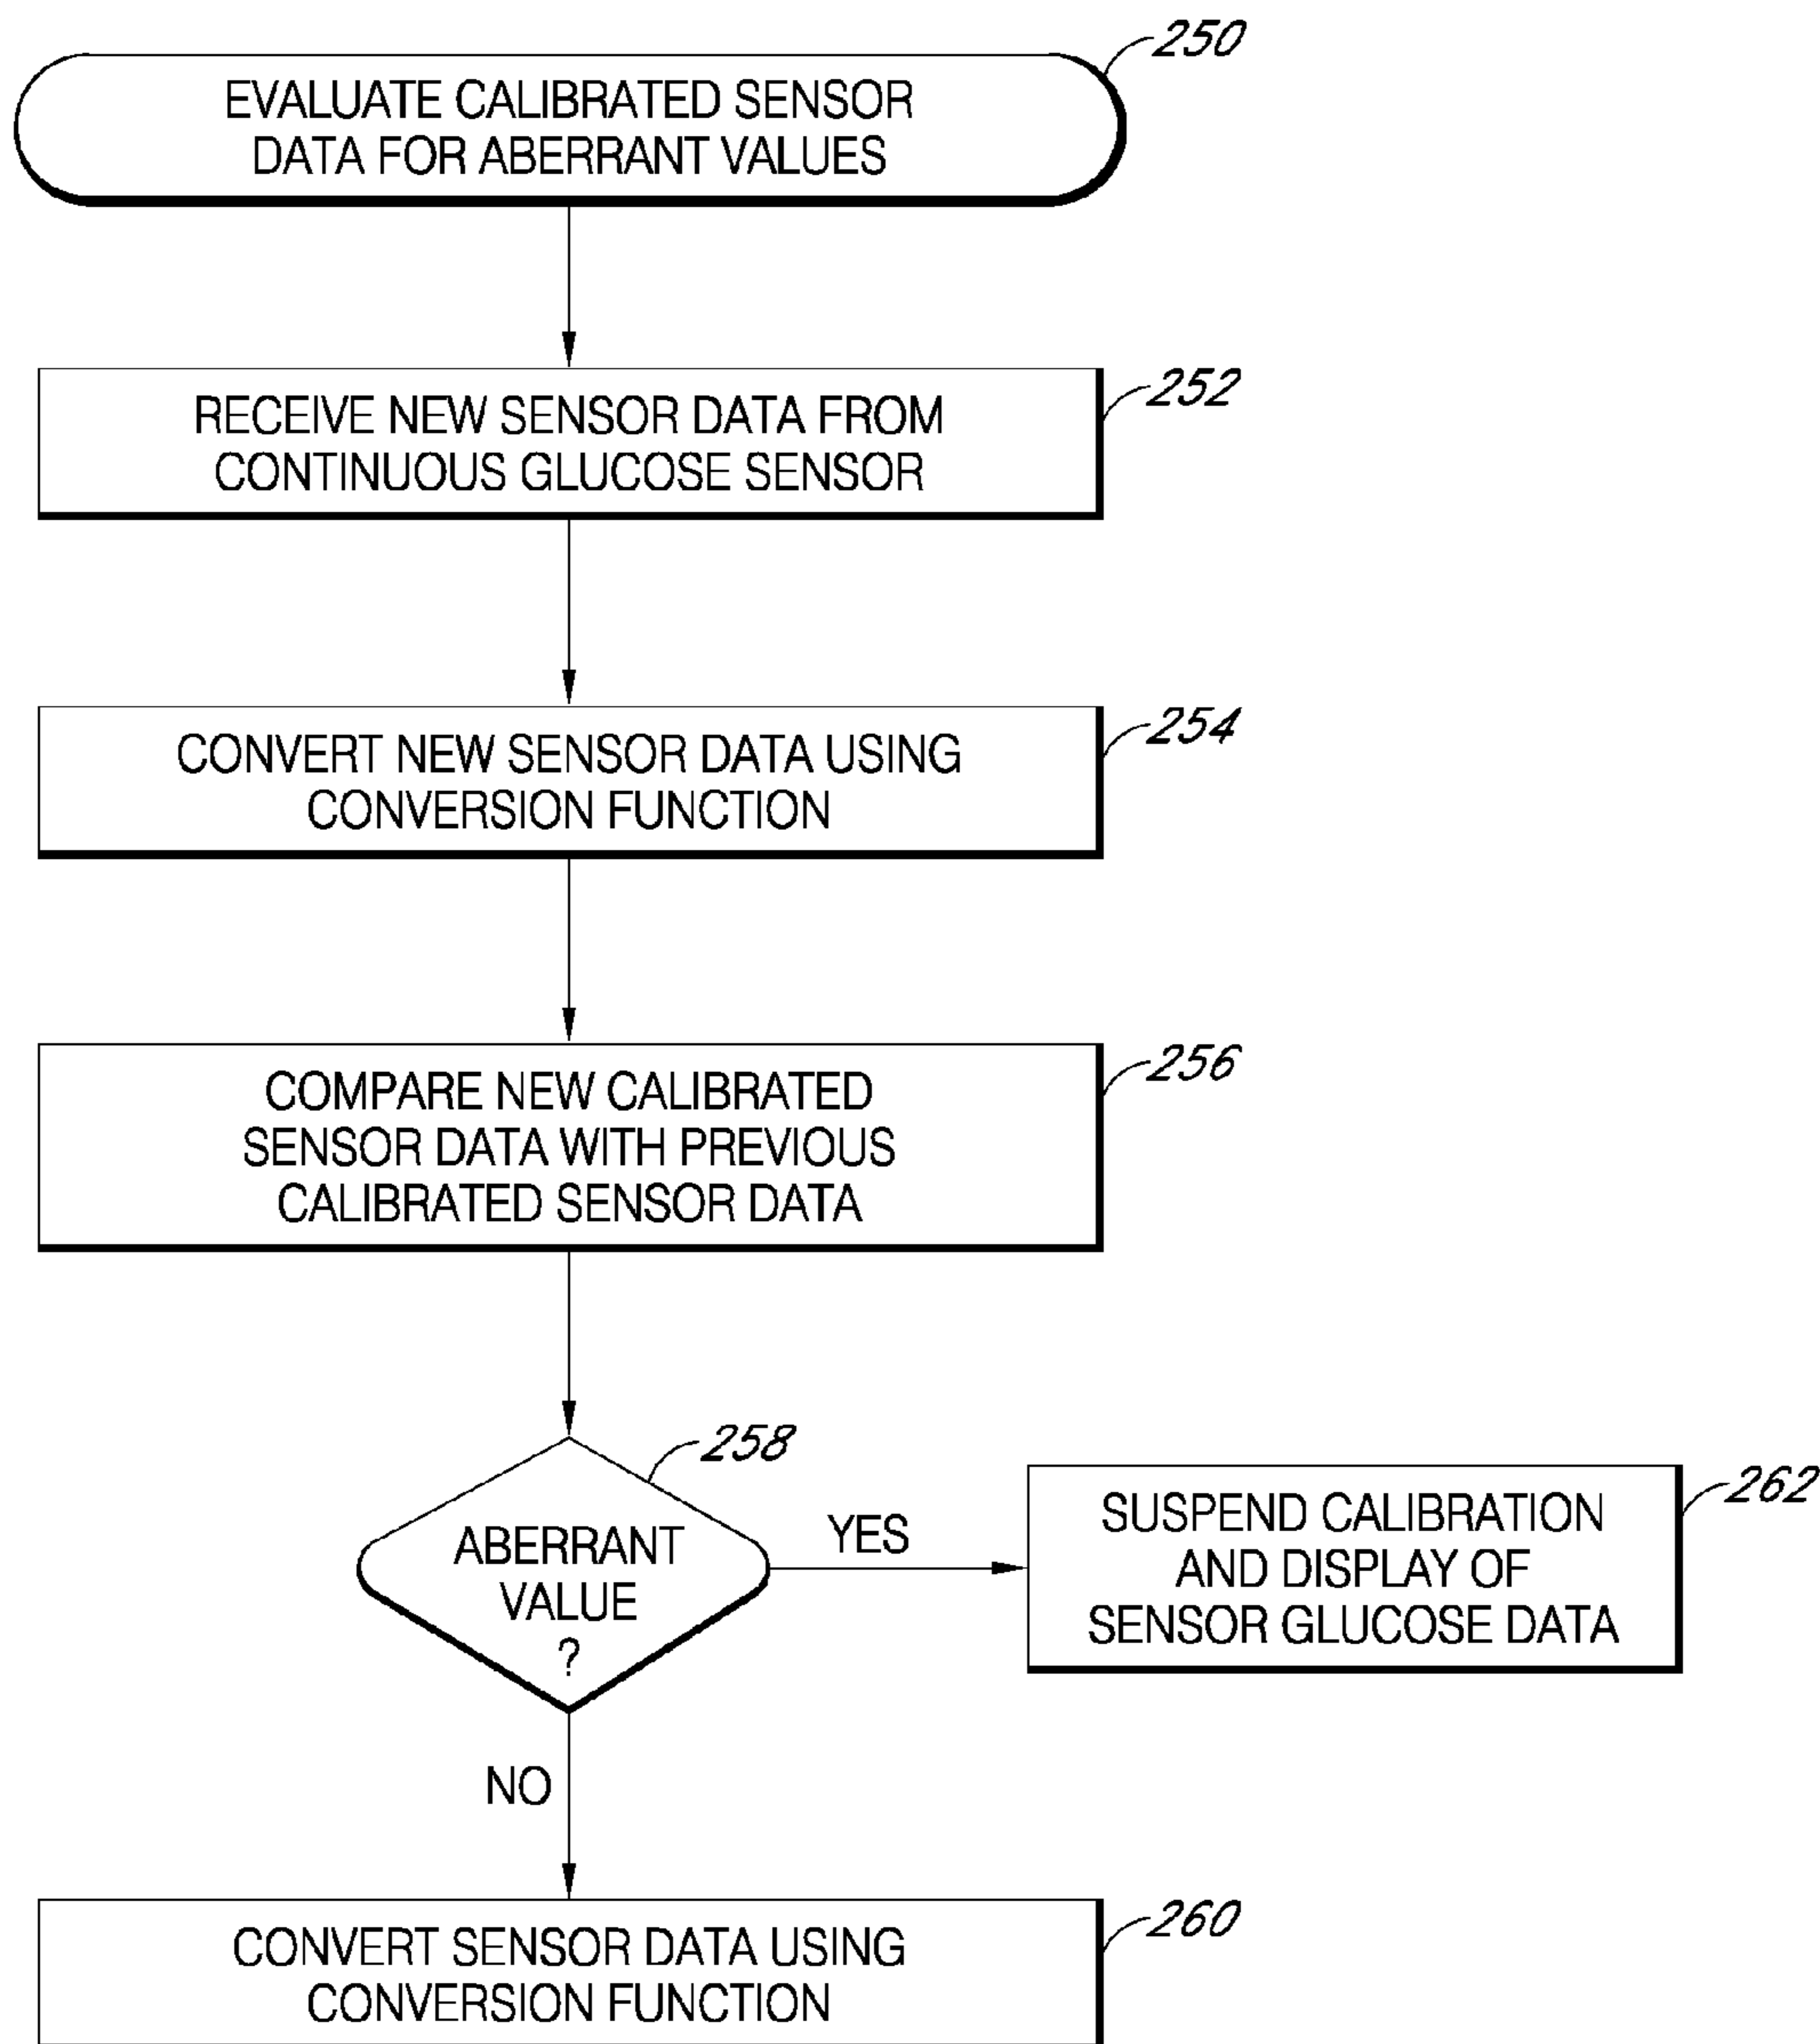 250
EVALUATE CALIBRATED SENSOR
DATA FOR ABERRANT VALUES
252
RECEIVE NEW SENSOR DATA FROM
CONTINUOUS GLUCOSE SENSOR
254
CONVERT NEW SENSOR DATA USING
CONVERSION FUNCTION
256
COMPARE NEW CALIBRATED
SENSOR DATA WITH PREVIOUS
CALIBRATED SENSOR DATA
258
ABERRANT
VALUE
?
YES
262
SUSPEND CALIBRATION
AND DISPLAY OF
SENSOR GLUCOSE DATA
NO
260
CONVERT SENSOR DATA USING
CONVERSION FUNCTION